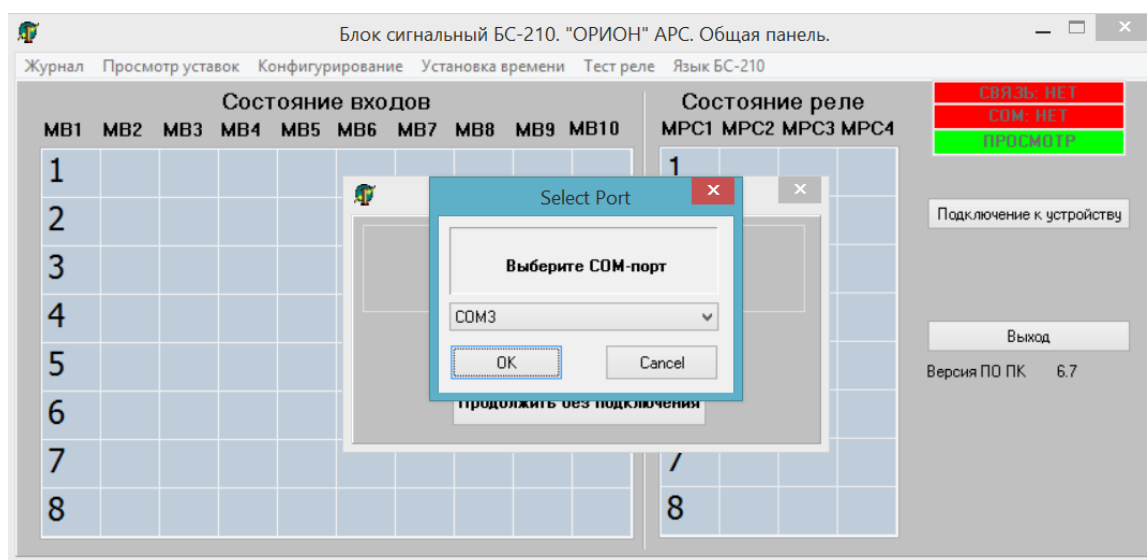 Блок сигнальный БС-210. "ОРИОН" АРС. Общая панель.
Журнал Просмотр уставок Конфигурирование Установка времени Тест реле Язык БС-210
Состояние входов
МВ1 МВ2 МВ3 МВ4 МВ5 МВ6 МВ7 МВ8 МВ9 МВ10
1
2
3
4
5
6
7
8
Состояние реле
МРС1 МРС2 МРС3 МРС4
1
7
8
СВЯЗЬ: НЕТ
COM: НЕТ
ПРОСМОТР
Подключение к устройству
Выход
Версия ПО ПК 6.7
Select Port
Выберите COM-порт
COM3
OK Cancel
Продолжить без подключения